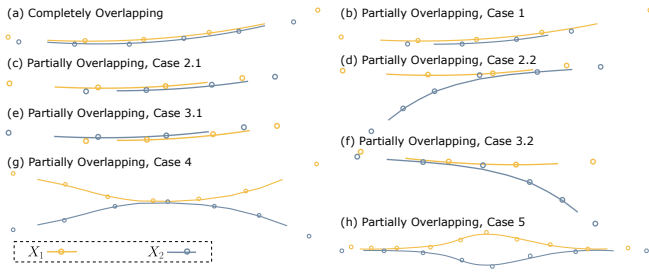 (a) Completely Overlapping
(b) Partially Overlapping, Case 1
(c) Partially Overlapping, Case 2.1
(d) Partially Overlapping, Case 2.2
(e) Partially Overlapping, Case 3.1
(f) Partially Overlapping, Case 3.2
(g) Partially Overlapping, Case 4
(h) Partially Overlapping, Case 5
X₁ X₂